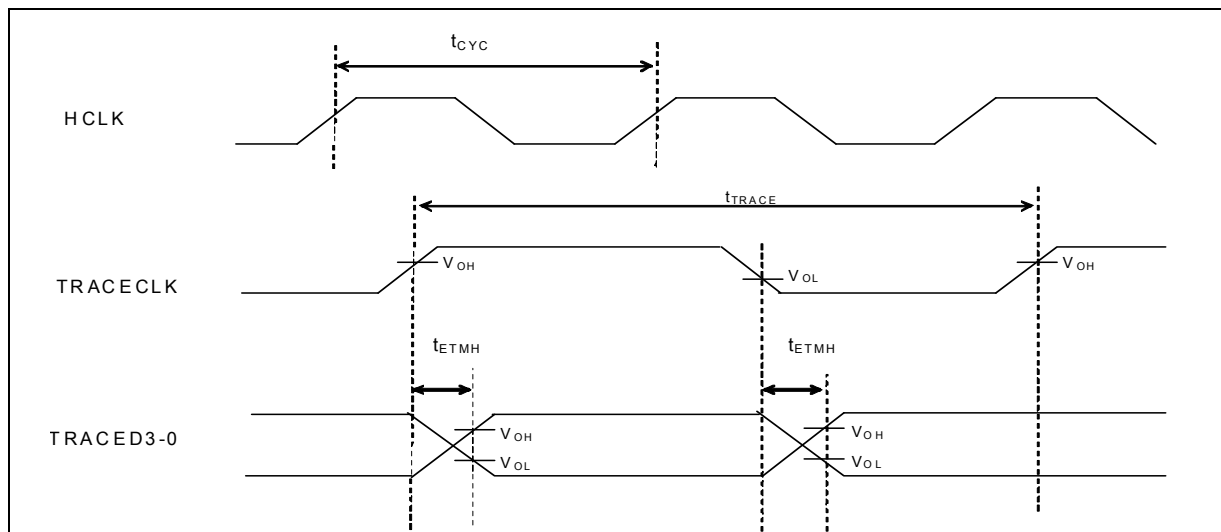 tCYC
HCLK
tTRACE
VOH
VOL
VOH
TRACECLK
tETMH
tETMH
TRACED3-0
VOH
VOL
VOH
VOL